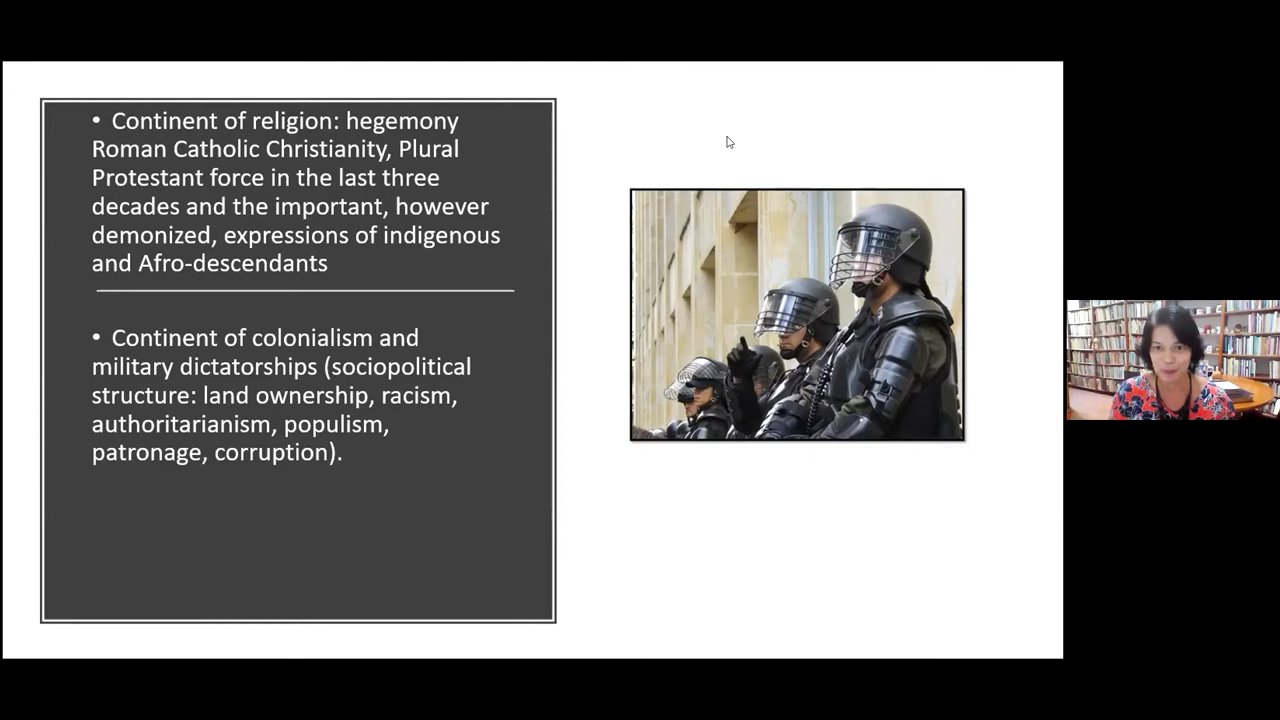 • Continent of religion: hegemony
Roman Catholic Christianity, Plural
Protestant force in the last three
decades and the important, however
demonized, expressions of indigenous
and Afro-descendants
• Continent of colonialism and
military dictatorships (sociopolitical
structure: land ownership, racism,
authoritarianism, populism,
patronage, corruption).